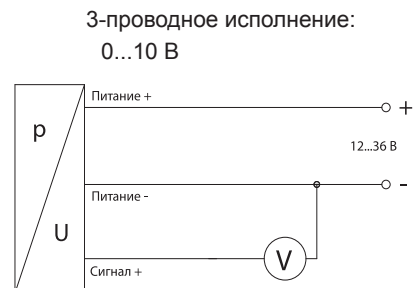 3-проводное исполнение:
0...10 В
Питание +
+
p
12...36 В
-
Питание -
U
V
Сигнал +